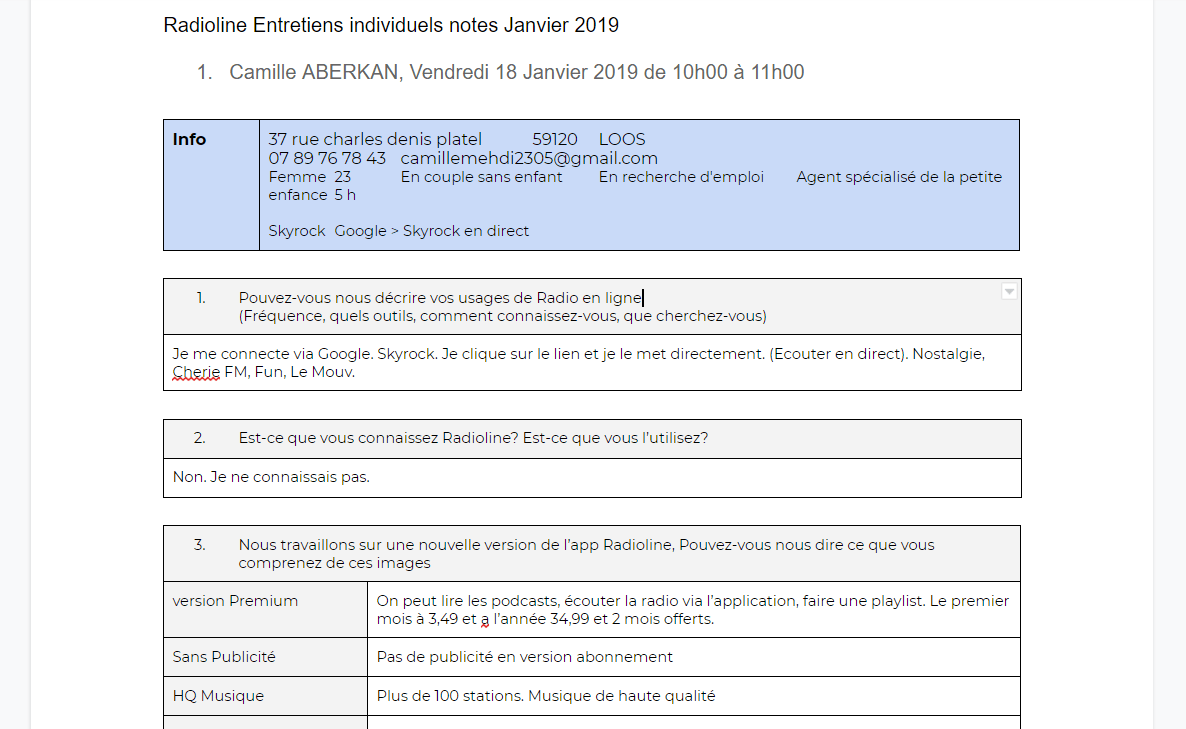 Radioline Entretiens individuels notes Janvier 2019
1. Camille ABERKAN, Vendredi 18 Janvier 2019 de 10h00 à 11h00
Info
37 rue charles denis platel 59120 LOOS
07 89 76 78 43 camillemehdi2305@gmail.com
Femme 23 En couple sans enfant En recherche d'emploi Agent spécialisé de la petite
enfance 5 h
Skyrock Google > Skyrock en direct
1. Pouvez-vous nous décrire vos usages de Radio en ligne
(Fréquence, quels outils, comment connaissez-vous, que cherchez-vous)
Je me connecte via Google. Skyrock. Je clique sur le lien et je le met directement. (Ecouter en direct). Nostalgie,
Cherie FM, Fun, Le Mouv.
2. Est-ce que vous connaissez Radioline? Est-ce que vous l'utilisez?
Non. Je ne connaissais pas.
3. Nous travaillons sur une nouvelle version de l'app Radioline, Pouvez-vous nous dire ce que vous
comprenez de ces images
version Premium
On peut lire les podcasts, écouter la radio via l'application, faire une playlist. Le premier
mois à 3,49 et a l'année 34,99 et 2 mois offerts.
Sans Publicité
Pas de publicité en version abonnement
HQ Musique
Plus de 100 stations. Musique de haute qualité